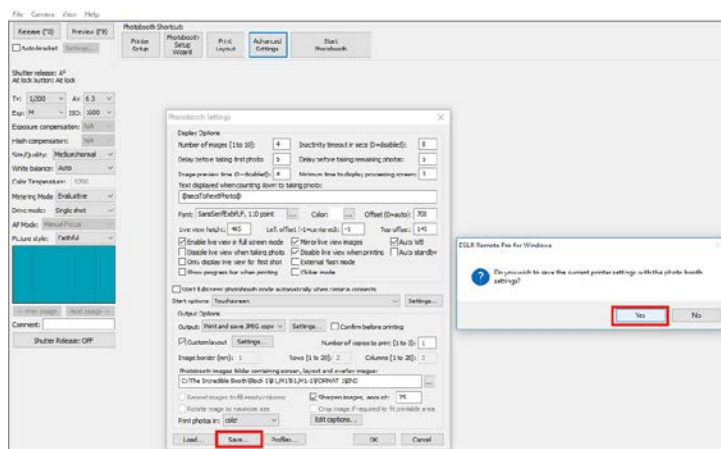 File Camera View Help
Release (^8) Preview (F9)
Auto-bracket Settings...
Photobooth Shortcuts
Printer Setup
Photobooth Setup Wizard
Print Layout
Advanced Settings
Start Photobooth
Shutter release: 
AE lock button: AE lock
Tv: Av: 6.3
Exp: M ISO:
Exposure compensation: N/A
Flash compensation: N/A
Size/Quality: Medium/normal
White balance: Auto
Color Temperature: 5200
Metering Mode: Evaluative
Drive mode: Single shot
AF Mode: Manual Focus
Picture style: Faithful
<-Prev Image Next Image->
Comment:
Shutter Release: OFF
Photobooth Settings
Display Options
Number of images [1 to 10]: 4 Inactivity timeout in secs (0=disabled):
Delay before taking first photo: 5 Delay before taking remaining photos:
Image preview time (0=disabled): Minimum time to display processing screen:
Text displayed when counting down to taking photo:
@secsToNextPhoto@
Font: Color: ... Offset (0=auto):
Live view height: Left offset (-1=centered): -1 Top offset:
Enable live view in full screen mode Mirror live view images Auto WB
Disable live view when taking photo Disable live view when printing Auto standby
Only display live view for first shot External flash mode
Show progress bar when printing
Start fullscreen photobooth mode automatically when camera connects
Start options: Touchscreen Settings...
Output Options
Output: Print and save JPEG copy Settings... Confirm before printing
Custom layout Settings... Number of copies to print [1 to 3]: 1
Image border (mm): 1 Rows [1 to 20]: 2 Columns [1 to 20]: 2
Photobooth images folder containing screen, layout and overlay images:
Expand images to fill empty columns Sharpen images, amount: 75
Rotate image to maximize size Crop image if required to fit printable area
Print photos in: color Edit captions...
Load... Save... Profiles... OK Cancel
DSLR Remote Pro for Windows
Do you wish to save the current printer settings with the photo booth
settings?
Yes No